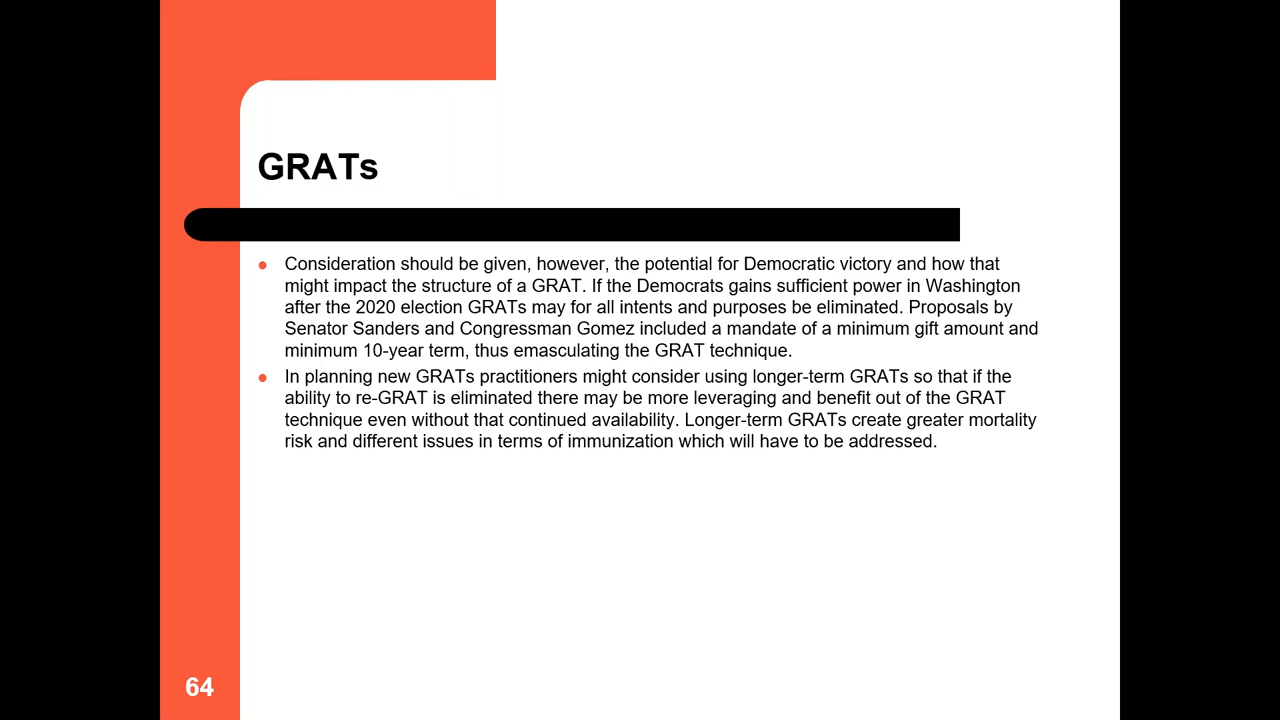 GRATs
• Consideration should be given, however, the potential for Democratic victory and how that
might impact the structure of a GRAT. If the Democrats gains sufficient power in Washington
after the 2020 election GRATs may for all intents and purposes be eliminated. Proposals by
Senator Sanders and Congressman Gomez included a mandate of a minimum gift amount and
minimum 10-year term, thus emasculating the GRAT technique.
• In planning new GRATs practitioners might consider using longer-term GRATs so that if the
ability to re-GRAT is eliminated there may be more leveraging and benefit out of the GRAT
technique even without that continued availability. Longer-term GRATs create greater mortality
risk and different issues in terms of immunization which will have to be addressed.
64